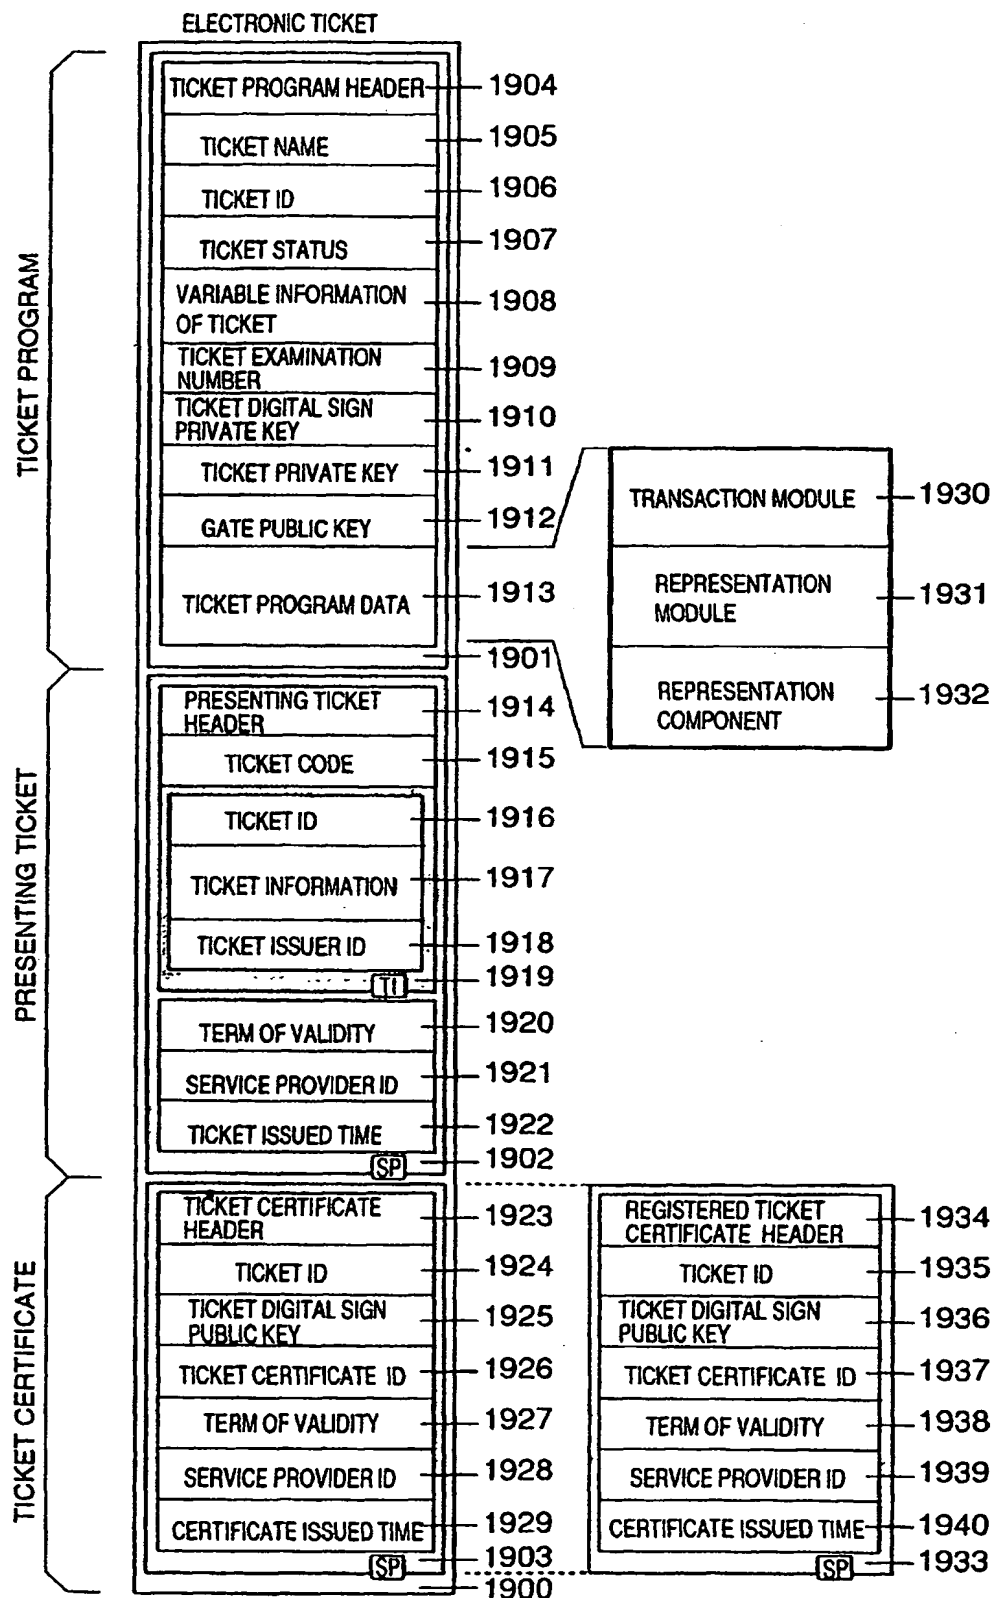 ELECTRONIC TICKET
TICKET PROGRAM
TICKET PROGRAM HEADER 1904
TICKET NAME 1905
TICKET ID 1906
TICKET STATUS 1907
VARIABLE INFORMATION
OF TICKET 1908
TICKET EXAMINATION
NUMBER 1909
TICKET DIGITAL SIGN
PRIVATE KEY 1910
TICKET PRIVATE KEY 1911
GATE PUBLIC KEY 1912
TICKET PROGRAM DATA 1913
1901
TRANSACTION MODULE 1930
REPRESENTATION
MODULE 1931
REPRESENTATION
COMPONENT 1932
PRESENTING TICKET
PRESENTING TICKET
HEADER 1914
TICKET CODE 1915
TICKET ID 1916
TICKET INFORMATION 1917
TICKET ISSUER ID 1918
TI 1919
TERM OF VALIDITY 1920
SERVICE PROVIDER ID 1921
TICKET ISSUED TIME 1922
SP 1902
TICKET CERTIFICATE
TICKET CERTIFICATE
HEADER 1923
TICKET ID 1924
TICKET DIGITAL SIGN
PUBLIC KEY 1925
TICKET CERTIFICATE ID 1926
TERM OF VALIDITY 1927
SERVICE PROVIDER ID 1928
CERTIFICATE ISSUED TIME 1929
SP 1903
1900
REGISTERED TICKET
CERTIFICATE HEADER 1934
TICKET ID 1935
TICKET DIGITAL SIGN
PUBLIC KEY 1936
TICKET CERTIFICATE ID 1937
TERM OF VALIDITY 1938
SERVICE PROVIDER ID 1939
CERTIFICATE ISSUED TIME 1940
SP 1933